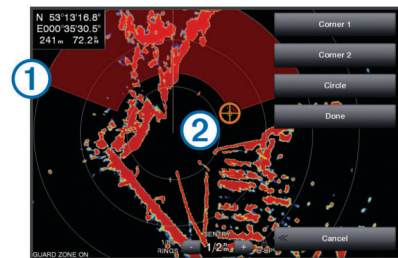 N 53°13'16.8"
E000°35'30.5"
241m 72.2
Corner 1
Corner 2
Circle
Done
1
2
SENTRY
RINGS
-
1/2
+
Cancel
GUARD ZONE ON